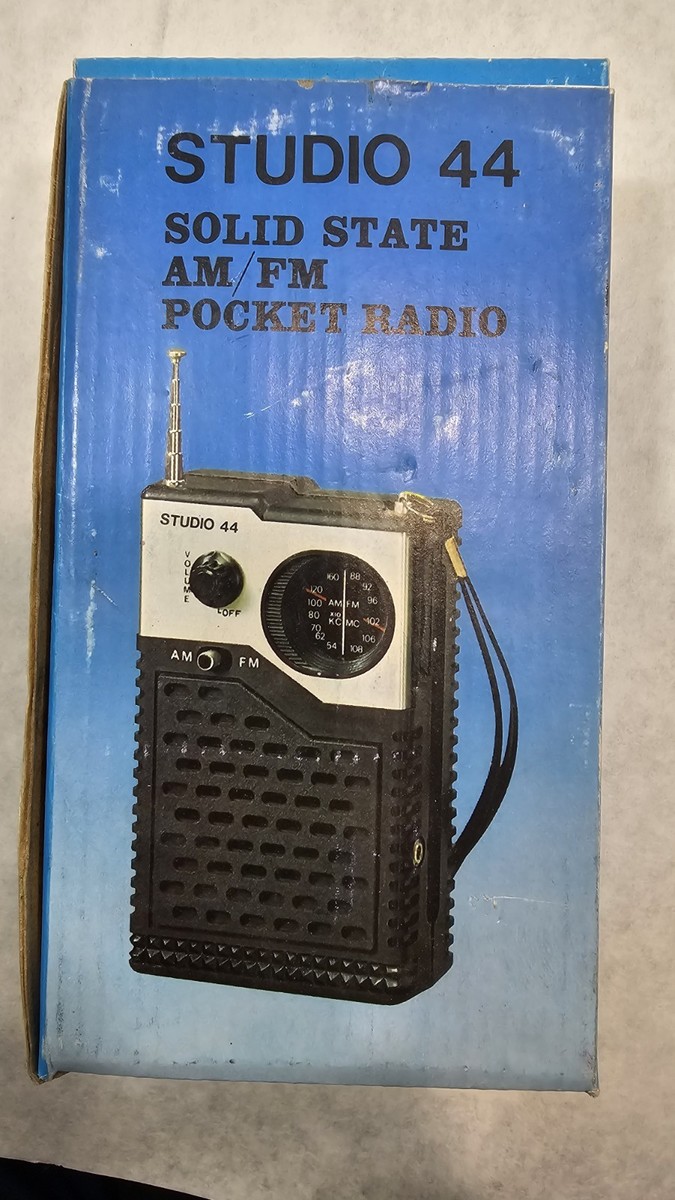 STUDIO 44
SOLID STATE
AM/FM
POCKET RADIO
STUDIO 44
VOLUME
OFF
160 88
120 92
100 AM FM 96
80 X10 KC MC 102
70 106
62
54 108
AM FM